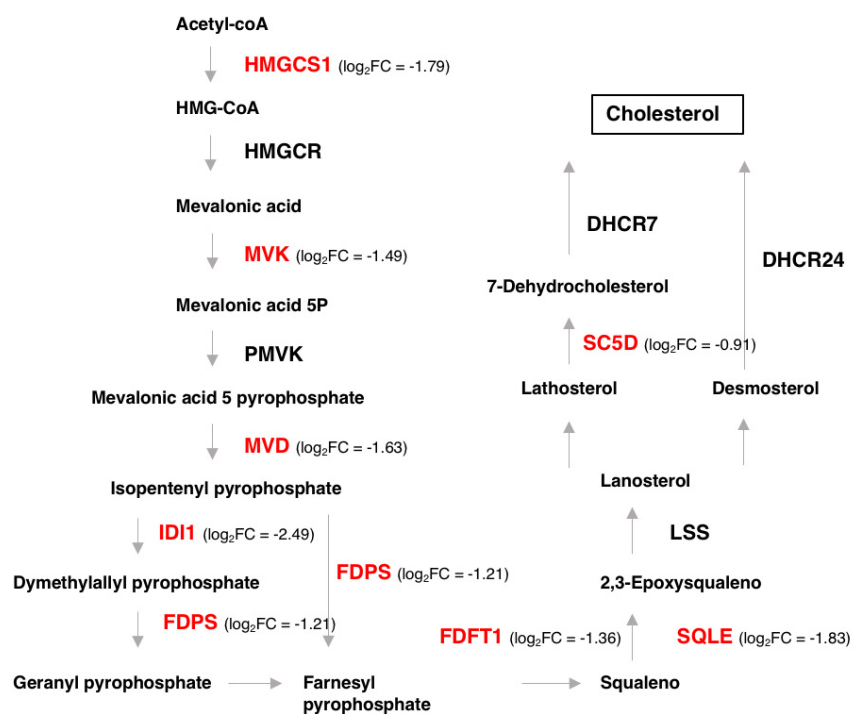 Acetyl-coA
HMGCS1 (log₂FC = -1.79)
HMG-CoA
HMGCR
Mevalonic acid
MVK (log₂FC = -1.49)
Mevalonic acid 5P
PMVK
Mevalonic acid 5 pyrophosphate
MVD (log₂FC = -1.63)
Isopentenyl pyrophosphate
IDI1 (log₂FC = -2.49)
FDPS (log₂FC = -1.21)
Dymethylallyl pyrophosphate
FDPS (log₂FC = -1.21)
Geranyl pyrophosphate
Farnesyl
pyrophosphate
FDFT1 (log₂FC = -1.36)
Squaleno
SQLE (log₂FC = -1.83)
2,3-Epoxysqualeno
LSS
Lanosterol
Lathosterol
Desmosterol
SC5D (log₂FC = -0.91)
7-Dehydrocholesterol
DHCR7
DHCR24
Cholesterol